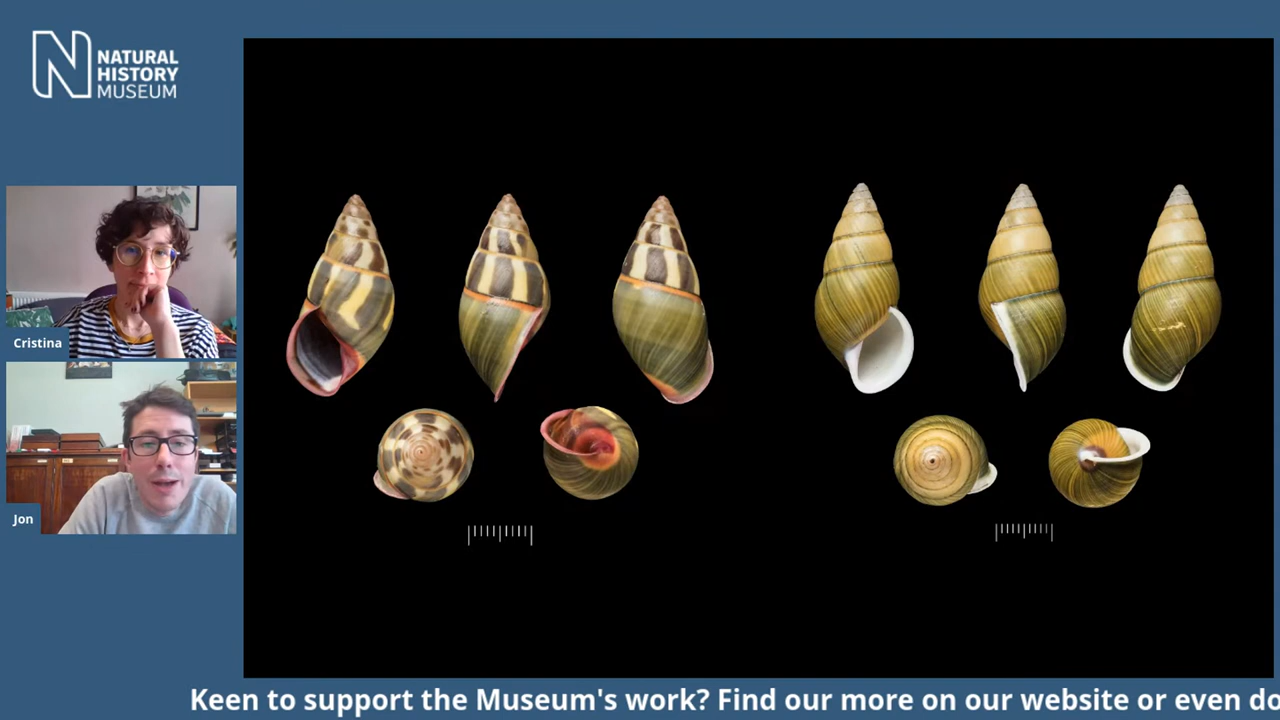 NATURAL
HISTORY
MUSEUM
Cristina
Jon
Keen to support the Museum's work? Find our more on our website or even do